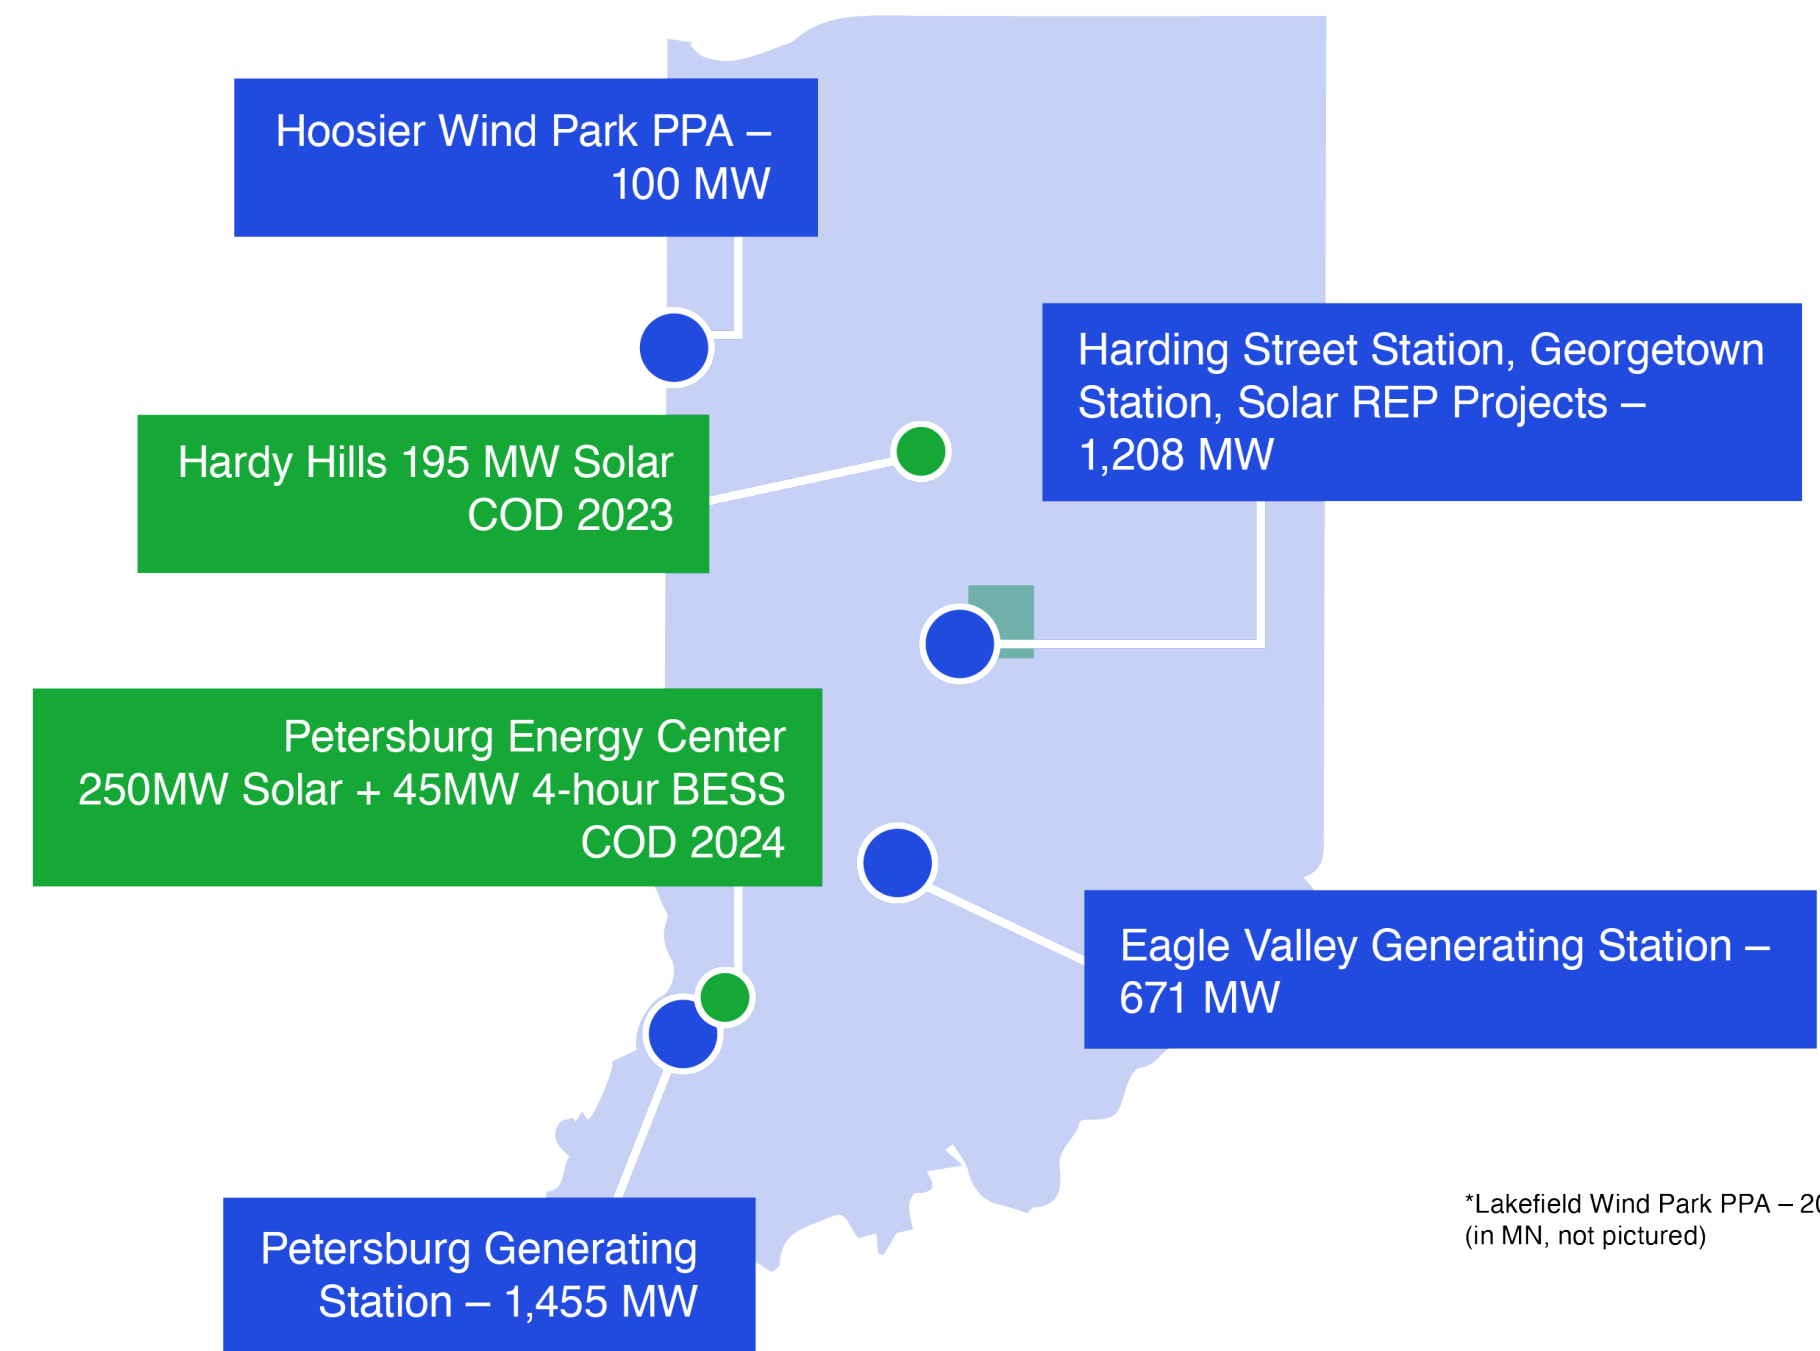 Hoosier Wind Park PPA –
100 MW
Harding Street Station, Georgetown
Station, Solar REP Projects –
1,208 MW
Hardy Hills 195 MW Solar
COD 2023
Petersburg Energy Center
250MW Solar + 45MW 4-hour BESS
COD 2024
Eagle Valley Generating Station –
671 MW
*Lakefield Wind Park PPA –
(in MN, not pictured)
Petersburg Generating
Station – 1,455 MW